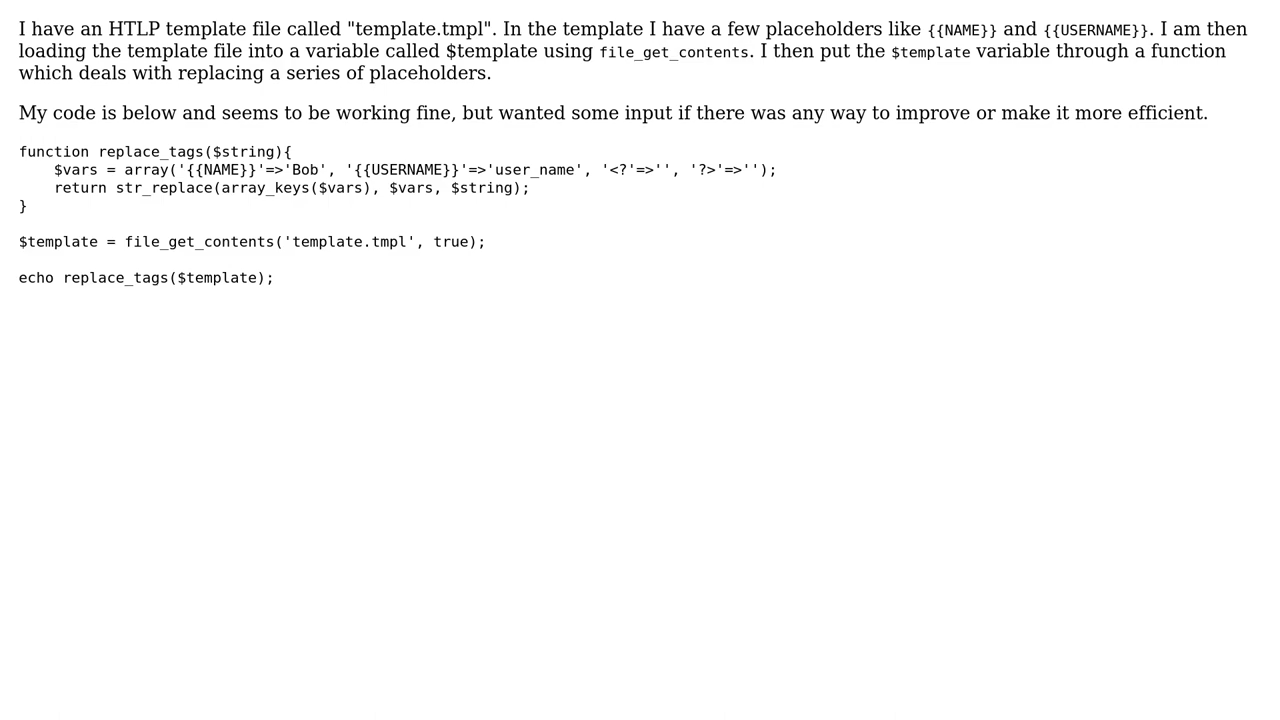 I have an HTLP template file called "template.tmpl". In the template I have a few placeholders like {{NAME}} and {{USERNAME}}. I am then
loading the template file into a variable called $template using file_get_contents. I then put the $template variable through a function
which deals with replacing a series of placeholders.
My code is below and seems to be working fine, but wanted some input if there was any way to improve or make it more efficient.
function replace_tags($string){
    $vars = array('{{NAME}}'=>'Bob', '{{USERNAME}}'=>'user_name', '<?'=>'', '?>'=>'');
    return str_replace(array_keys($vars), $vars, $string);
}
$template = file_get_contents('template.tmpl', true);
echo replace_tags($template);